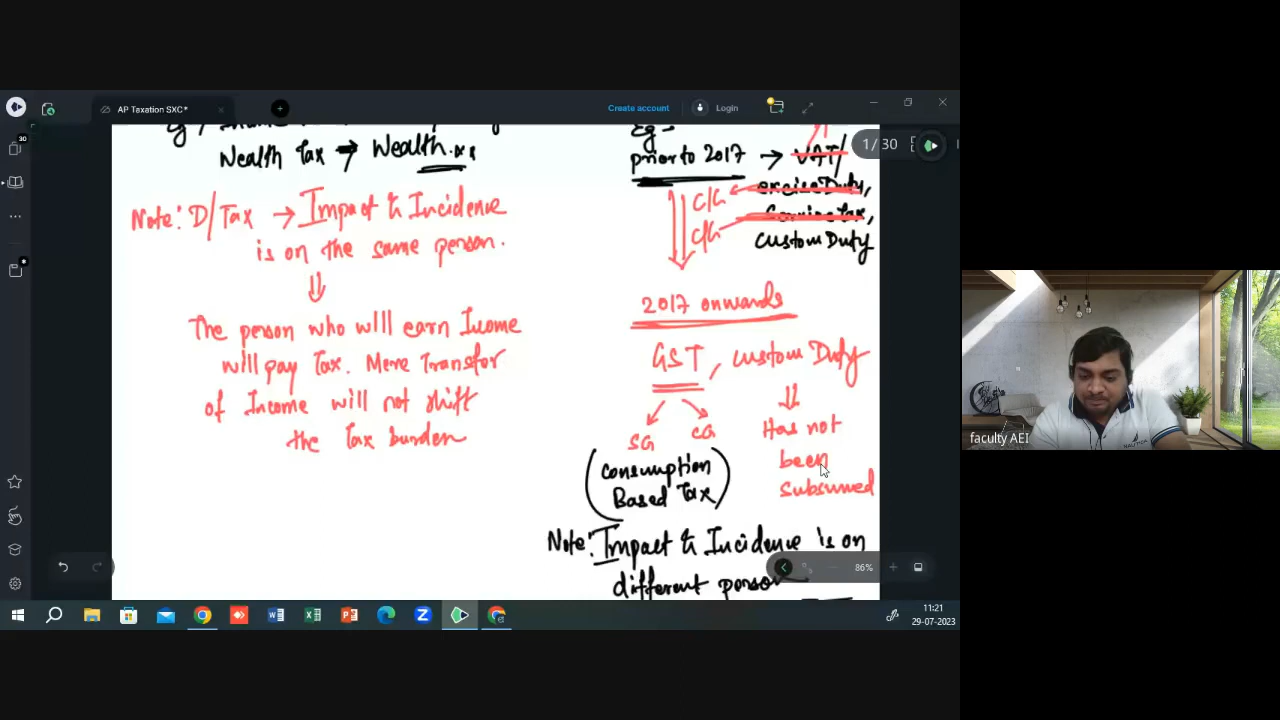 AP Taxation SXC*
Create account
Login
30
1/30
Wealth Tax → Wealth
Note: D/Tax → Impact & Incidence
is on the same person.
⇓
The person who will earn Income
will pay Tax. Mere Transfer
of Income will not shift
the Tax burden
Eg -
prior to 2017 → VAT/
excise Duty,
Service Tax,
custom Duty
2017 onwards
GST, custom Duty
SG CG
(Consumption
Based Tax)
Has not
been
subsumed
Note: Impact & Incidence is on
different person
86%
faculty AEI
NAUTICA
11:21
29-07-2023